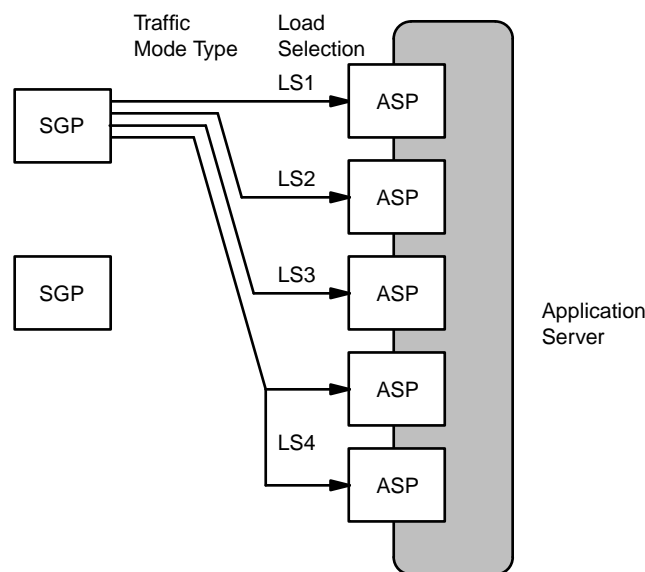 Traffic
Mode Type
Load
Selection
LS1
ASP
SGP
LS2
ASP
SGP
LS3
ASP
Application
Server
ASP
LS4
ASP